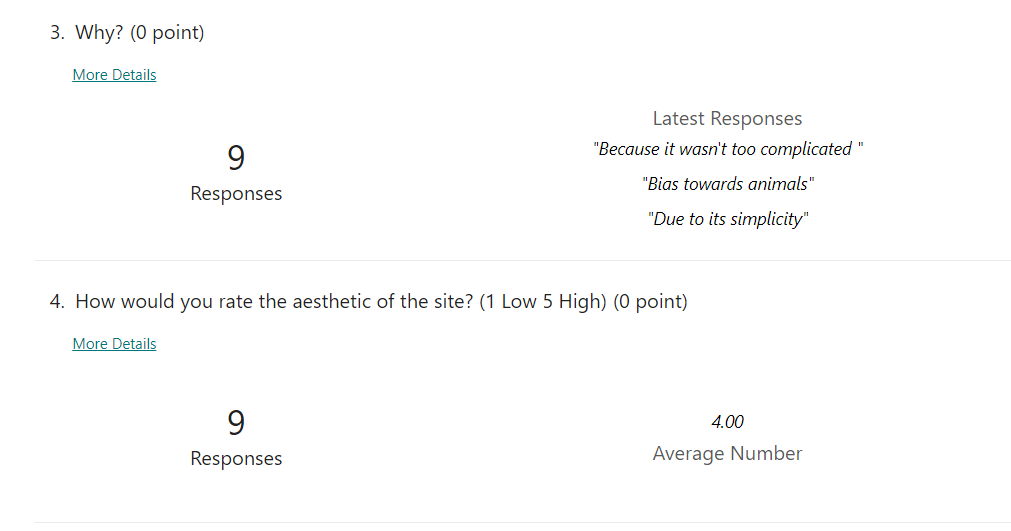 3. Why? (0 point)
More Details
9
Responses
Latest Responses
"Because it wasn't too complicated "
"Bias towards animals"
"Due to its simplicity"
4. How would you rate the aesthetic of the site? (1 Low 5 High) (0 point)
More Details
9
Responses
4.00
Average Number